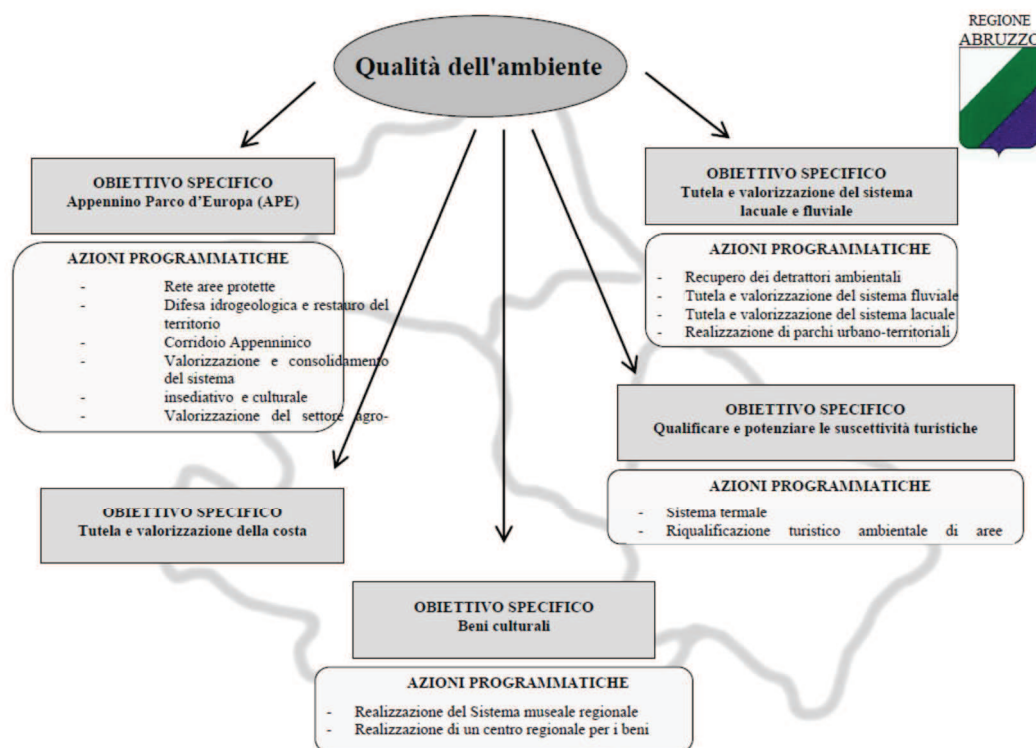 Qualità dell'ambiente
REGIONE
ABRUZZO
OBIETTIVO SPECIFICO
Appennino Parco d'Europa (APE)
AZIONI PROGRAMMATICHE
- Rete aree protette
- Difesa idrogeologica e restauro del
territorio
- Corridoio Appenninico
- Valorizzazione e consolidamento
del sistema
- insediativo e culturale
- Valorizzazione del settore agro-
OBIETTIVO SPECIFICO
Tutela e valorizzazione del sistema
lacuale e fluviale
AZIONI PROGRAMMATICHE
- Recupero dei detrattori ambientali
- Tutela e valorizzazione del sistema fluviale
- Tutela e valorizzazione del sistema lacuale
- Realizzazione di parchi urbano-territoriali
OBIETTIVO SPECIFICO
Qualificare e potenziare le suscettività turistiche
AZIONI PROGRAMMATICHE
- Sistema termale
- Riqualificazione turistico ambientale di aree
OBIETTIVO SPECIFICO
Tutela e valorizzazione della costa
OBIETTIVO SPECIFICO
Beni culturali
AZIONI PROGRAMMATICHE
- Realizzazione del Sistema museale regionale
- Realizzazione di un centro regionale per i beni